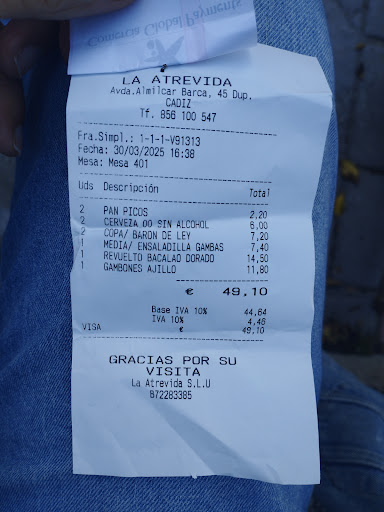 Comercia Global Payments
LA ATREVIDA
Avda.Almilcar Barca, 45 Dup.
CADIZ
Tf. 856 100 547
Fra.Simpl.: 1-1-1-V91313
Fecha: 30/03/2025 16:38
Mesa: Mesa 401
Uds Descripción Total
2 PAN PICOS 2,20
2 CERVEZA 00 SIN ALCOHOL 6,00
2 COPA/ BARON DE LEY 7,20
1 MEDIA/ ENSALADILLA GAMBAS 7,40
1 REVUELTO BACALAO DORADO 14,50
1 GAMBONES AJILLO 11,80
€ 49,10
Base IVA 10% 44,64
IVA 10% 4,46
VISA € 49,10
GRACIAS POR SU
VISITA
La Atrevida S.L.U
B72283385